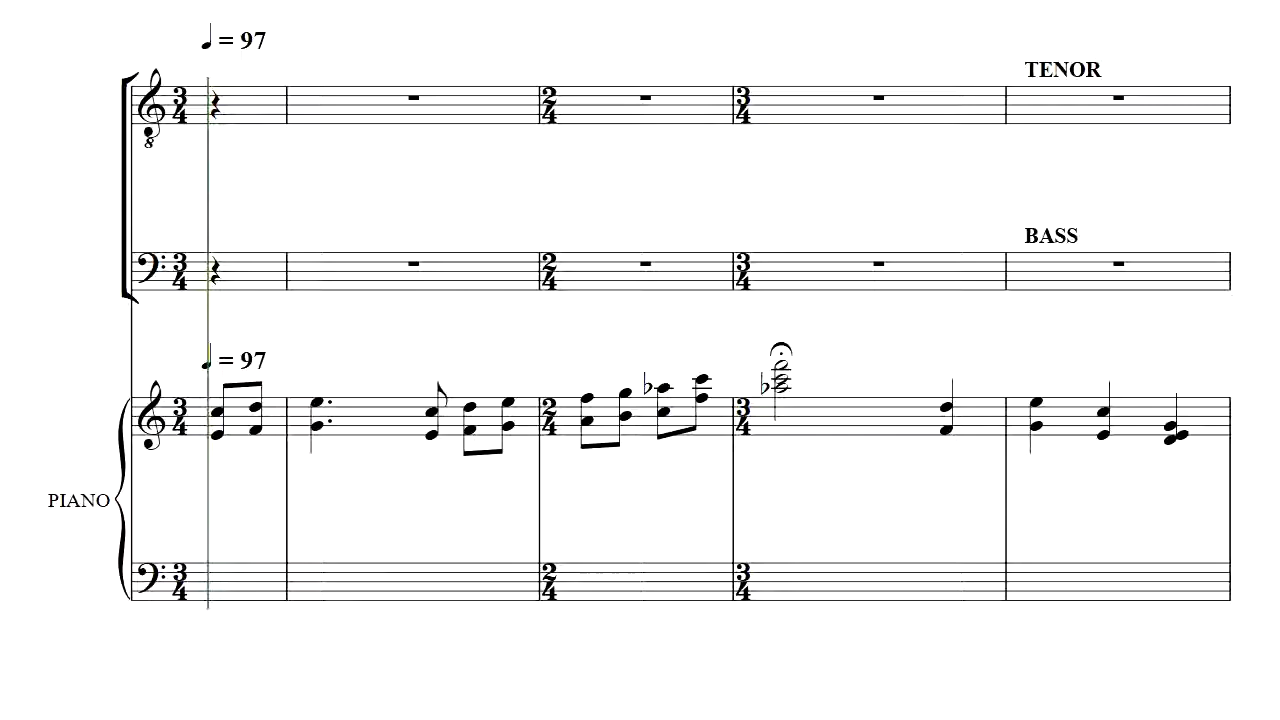 = 97
TENOR
BASS
= 97
PIANO